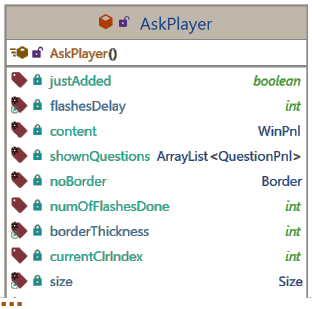 AskPlayer
AskPlayer()
justAdded boolean
flashesDelay int
content WinPnl
shownQuestions ArrayList<QuestionPnl>
noBorder Border
numOfFlashesDone int
borderThickness int
currentClrIndex int
size Size